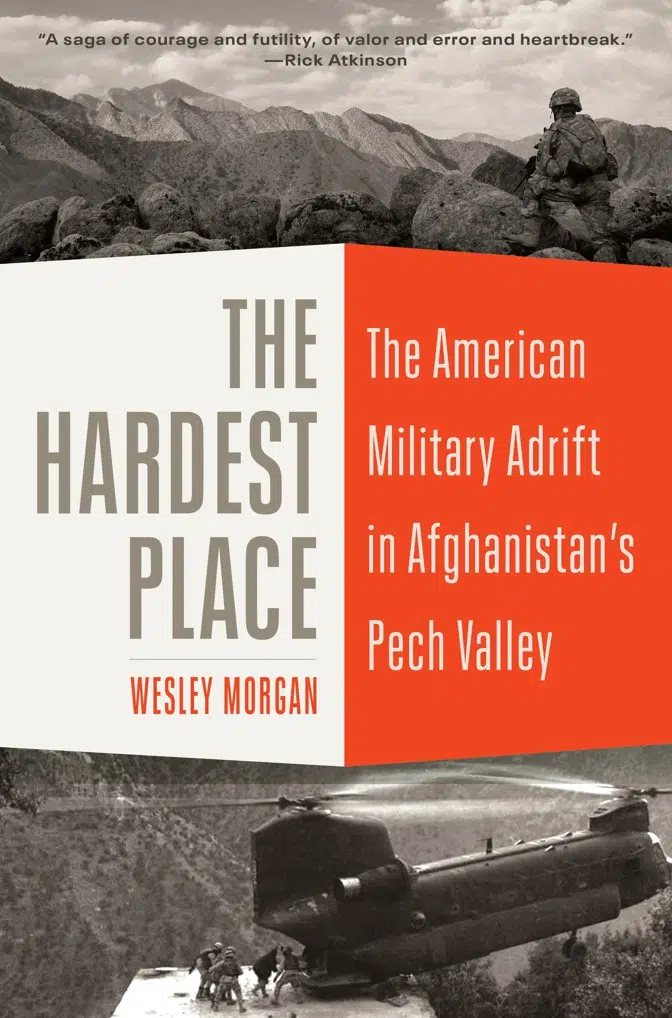 “A saga of courage and futility, of valor and error and heartbreak.”
—Rick Atkinson
THE
HARDEST
PLACE
WESLEY MORGAN
The American
Military Adrift
in Afghanistan’s
Pech Valley